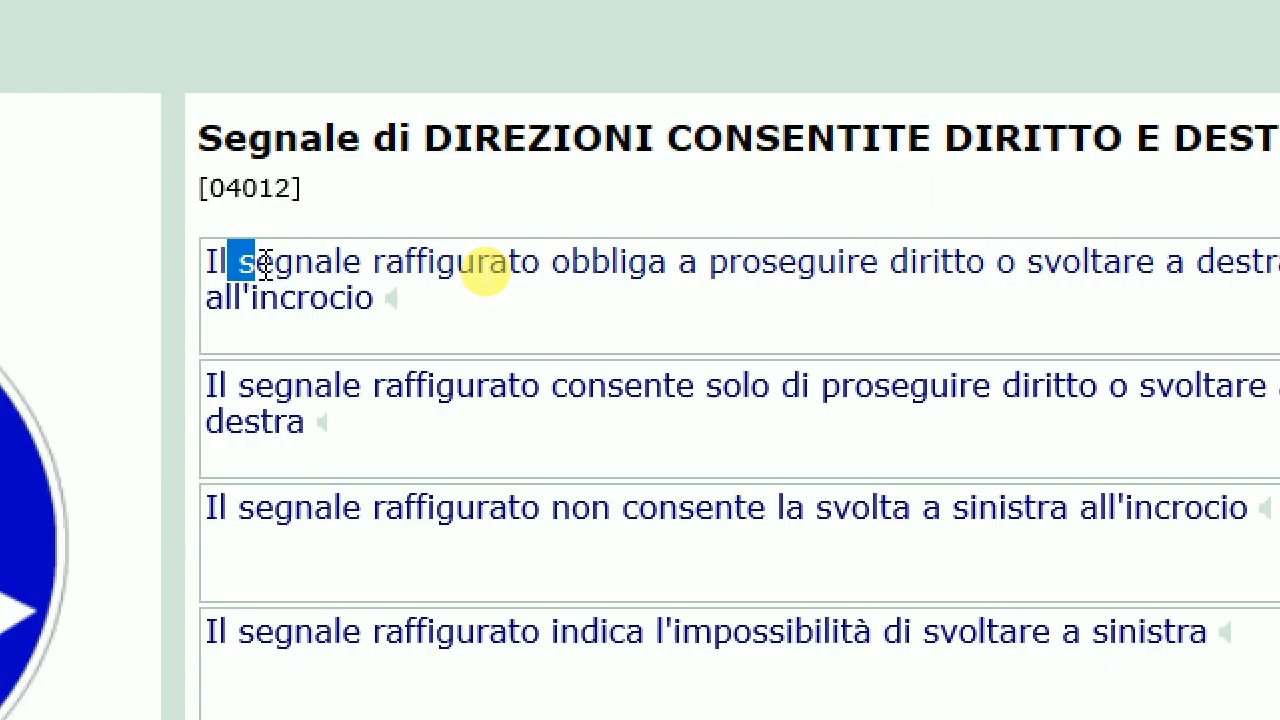 Segnale di DIREZIONI CONSENTITE DIRITTO E DEST
[04012]
Il segnale raffigurato obbliga a proseguire diritto o svoltare a destra
all'incrocio
Il segnale raffigurato consente solo di proseguire diritto o svoltare a
destra
Il segnale raffigurato non consente la svolta a sinistra all'incrocio
Il segnale raffigurato indica l'impossibilità di svoltare a sinistra